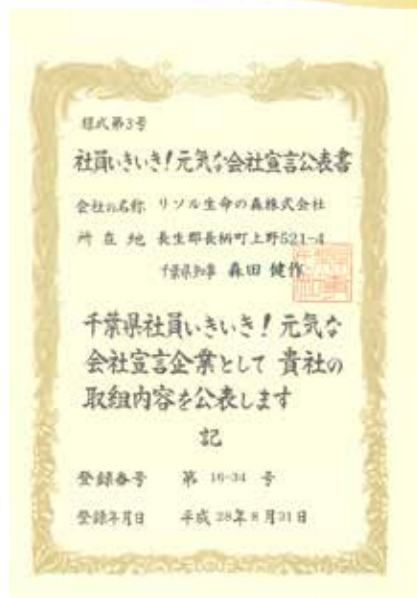 様式第3号
社員いきいき！元気な会社宣言公表書
会社の名称 リソル生命の森株式会社
所在地 長生郡長柄町上野521-4
千葉県知事 森田健作
千葉県社員いきいき！元気な
会社宣言企業として 貴社の
取組内容を公表します
記
登録番号 第 16-34 号
登録年月日 平成28年8月31日